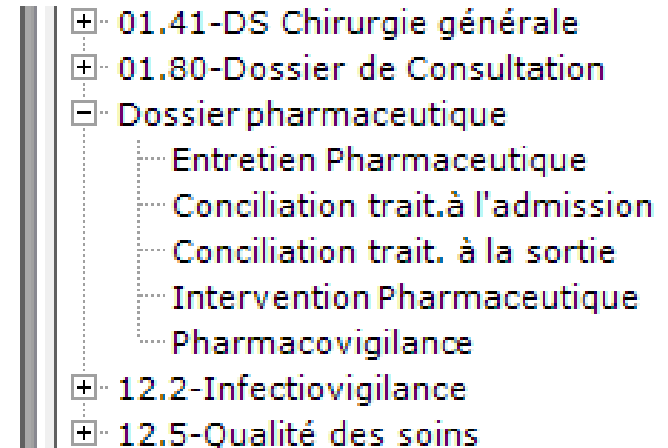 01.41-DS Chirurgie générale
01.80-Dossier de Consultation
Dossier pharmaceutique
Entretien Pharmaceutique
Conciliation trait.à l'admission
Conciliation trait. à la sortie
Intervention Pharmaceutique
Pharmacovigilance
12.2-Infectiovigilance
12.5-Qualité des soins